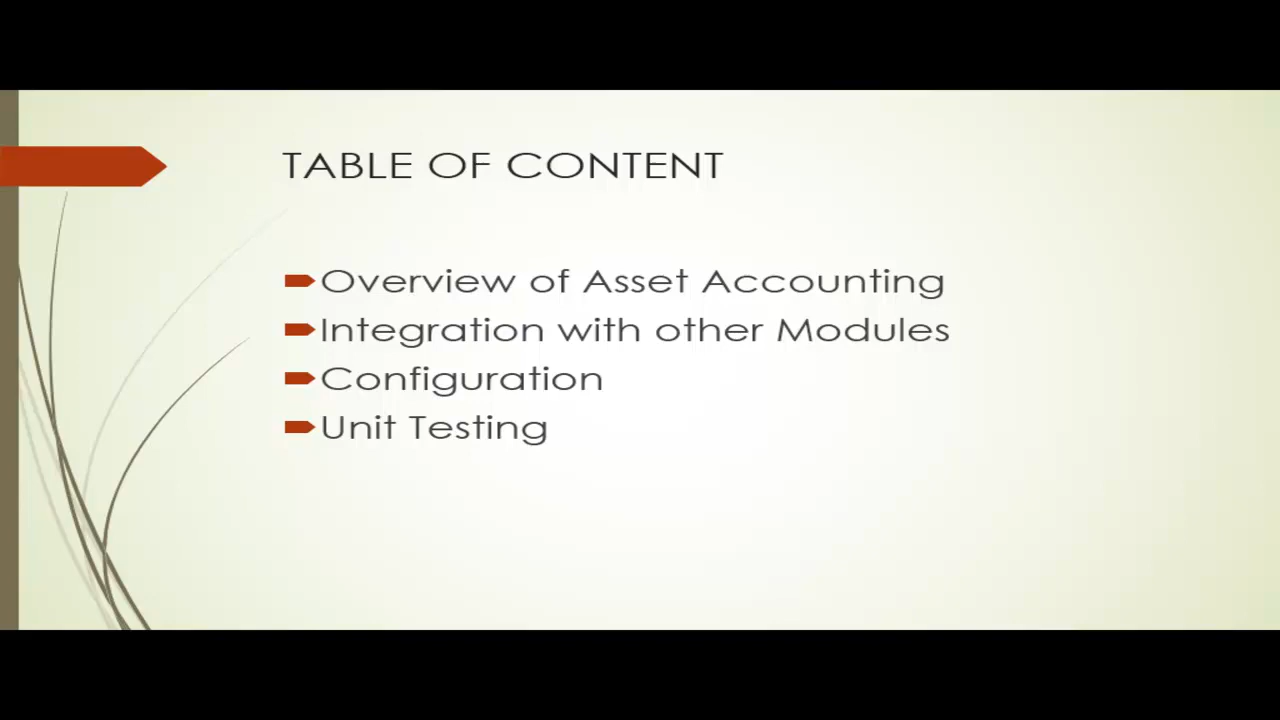 TABLE OF CONTENT
Overview of Asset Accounting
Integration with other Modules
Configuration
Unit Testing